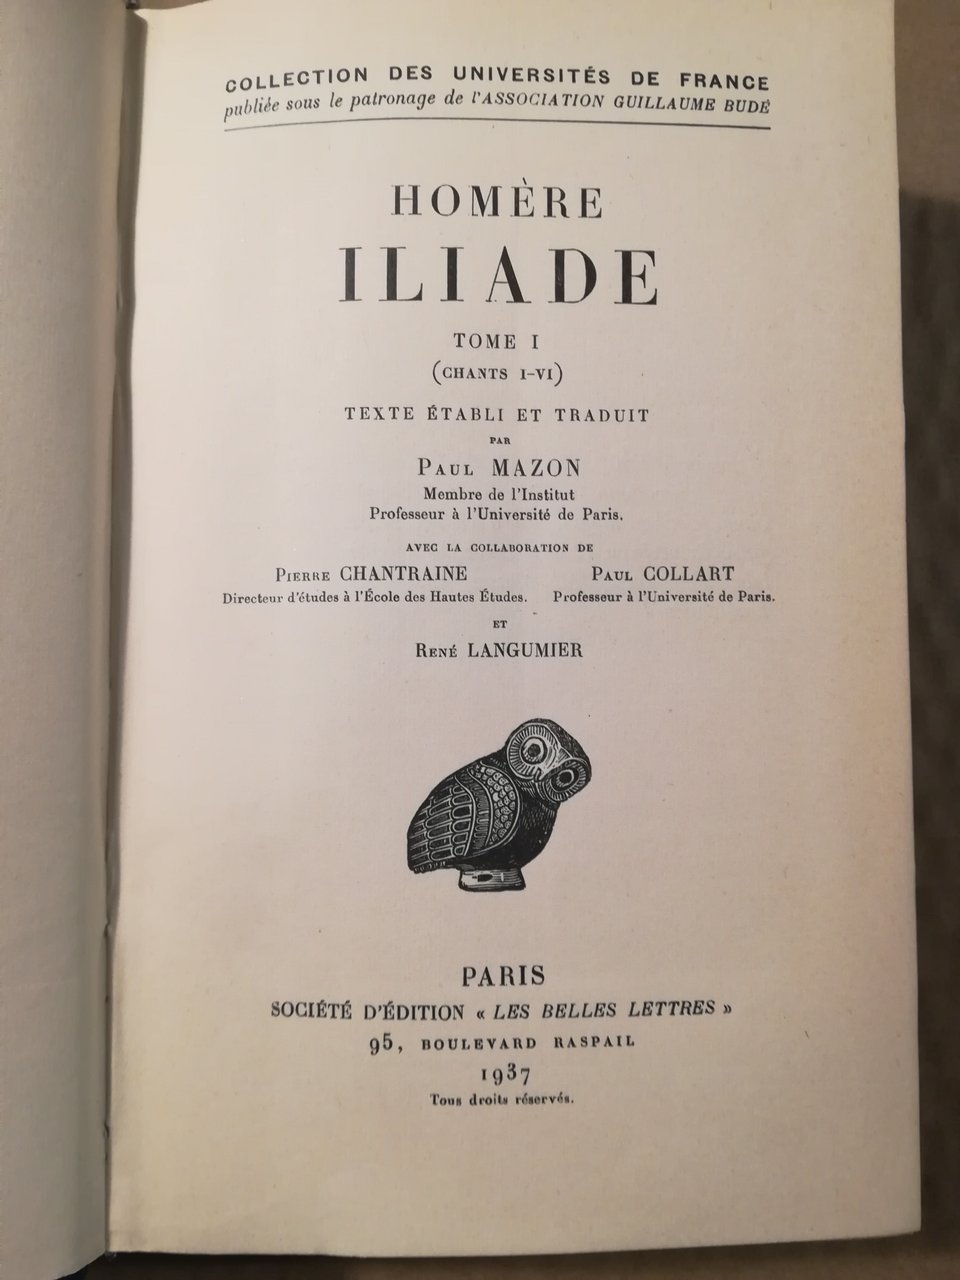 COLLECTION DES UNIVERSITÉS DE FRANCE
publiée sous le patronage de l'ASSOCIATION GUILLAUME BUDÉ
HOMÈRE
ILIADE
TOME I
(CHANTS I-VI)
TEXTE ÉTABLI ET TRADUIT
PAR
PAUL MAZON
Membre de l'Institut
Professeur à l'Université de Paris.
AVEC LA COLLABORATION DE
PIERRE CHANTRAINE PAUL COLLART
Directeur d'études à l'École des Hautes Études. Professeur à l'Université de Paris.
ET
RENÉ LANGUMIER
PARIS
SOCIÉTÉ D'ÉDITION « LES BELLES LETTRES »
95, BOULEVARD RASPAIL
1937
Tous droits réservés.